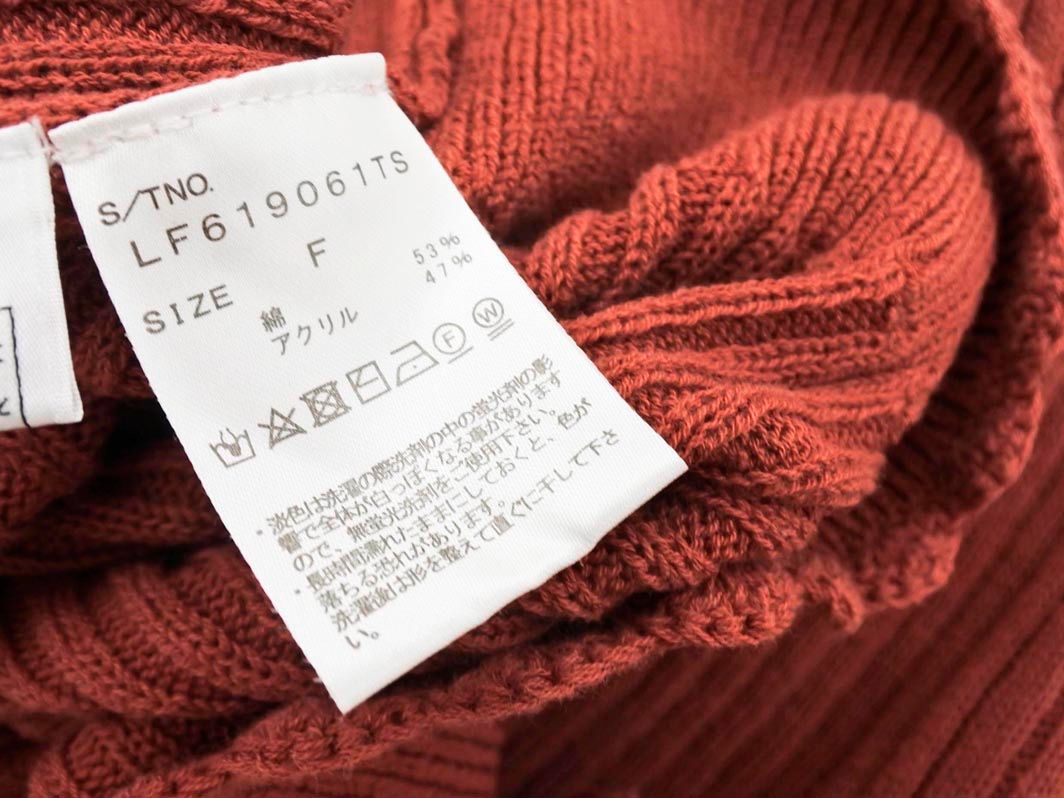 S/TNO.
LF619061TS
SIZE F
綿 53%
アクリル 47%
F W
・淡色は洗濯の際洗剤の中の蛍光剤の影
響で全体が白っぽくなる事があります
ので、無蛍光洗剤をご使用下さい。
・長時間濡れたままにしておくと、色が
落ちる恐れがあります。
洗濯後は形を整えて直ぐに干して下さ
い。
と